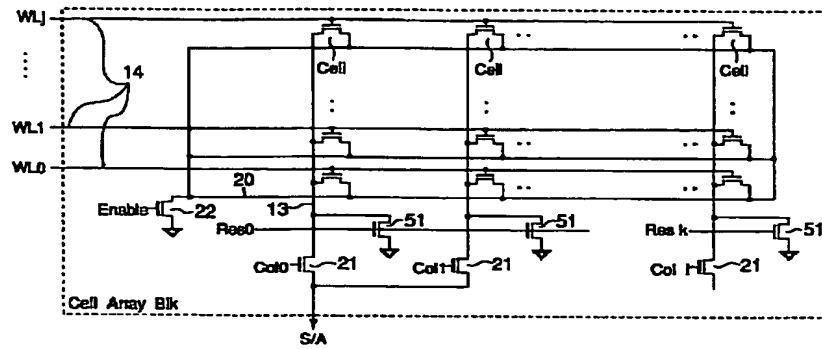 WLj
14
Cell Cell Cell
WL1
WL0
20
13
Enable
22
51 51
Res0 Res k 51
Col0 21 Col1 21 Col i 21
Cell Array Blk
S/A